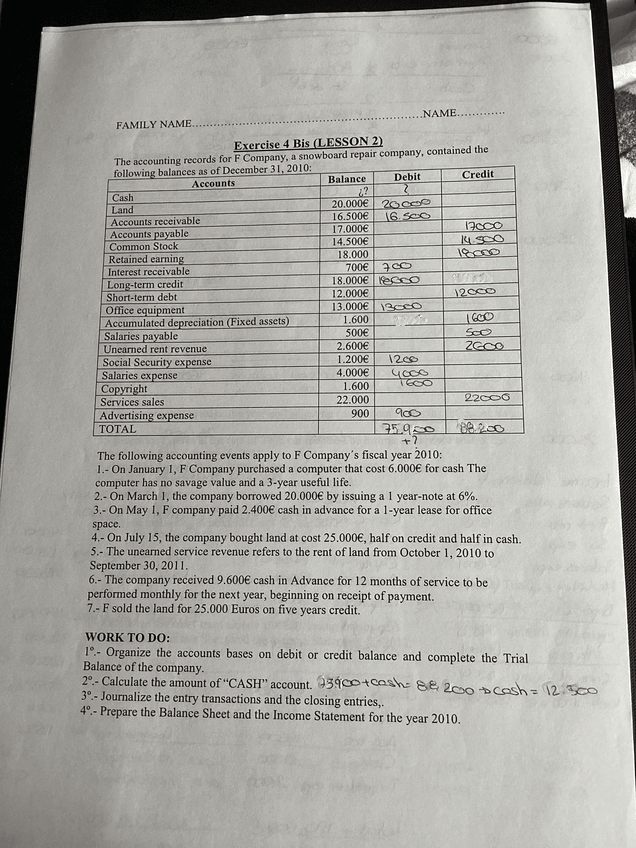 FAMILY NAME..........................................................NAME............
Exercise 4 Bis (LESSON 2)
The accounting records for F Company, a snowboard repair company, contained the
following balances as of December 31, 2010:
Accounts Balance Debit Credit
Cash ¿? ?
Land 20.000€ 20000
Accounts receivable 16.500€ 16.500
Accounts payable 17.000€ 17000
Common Stock 14.500€ 14.500
Retained earning 18.000 18000
Interest receivable 700€ 700
Long-term credit 18.000€ 18000
Short-term debt 12.000€ 12000
Office equipment 13.000€ 13000
Accumulated depreciation (Fixed assets) 1.600 1600
Salaries payable 500€ 500
Unearned rent revenue 2.600€ 2600
Social Security expense 1.200€ 1200
Salaries expense 4.000€ 4000
Copyright 1.600 1600
Services sales 22.000 22000
Advertising expense 900 900
TOTAL 75.900 88.200
+?
The following accounting events apply to F Company´s fiscal year 2010:
1.- On January 1, F Company purchased a computer that cost 6.000€ for cash The
computer has no savage value and a 3-year useful life.
2.- On March 1, the company borrowed 20.000€ by issuing a 1 year-note at 6%.
3.- On May 1, F company paid 2.400€ cash in advance for a 1-year lease for office
space.
4.- On July 15, the company bought land at cost 25.000€, half on credit and half in cash.
5.- The unearned service revenue refers to the rent of land from October 1, 2010 to
September 30, 2011.
6.- The company received 9.600€ cash in Advance for 12 months of service to be
performed monthly for the next year, beginning on receipt of payment.
7.- F sold the land for 25.000 Euros on five years credit.
WORK TO DO:
1º.- Organize the accounts bases on debit or credit balance and complete the Trial
Balance of the company.
2º.- Calculate the amount of “CASH” account. 75900+cash= 88.200 → cash = 12.300
3º.- Journalize the entry transactions and the closing entries,.
4º.- Prepare the Balance Sheet and the Income Statement for the year 2010.